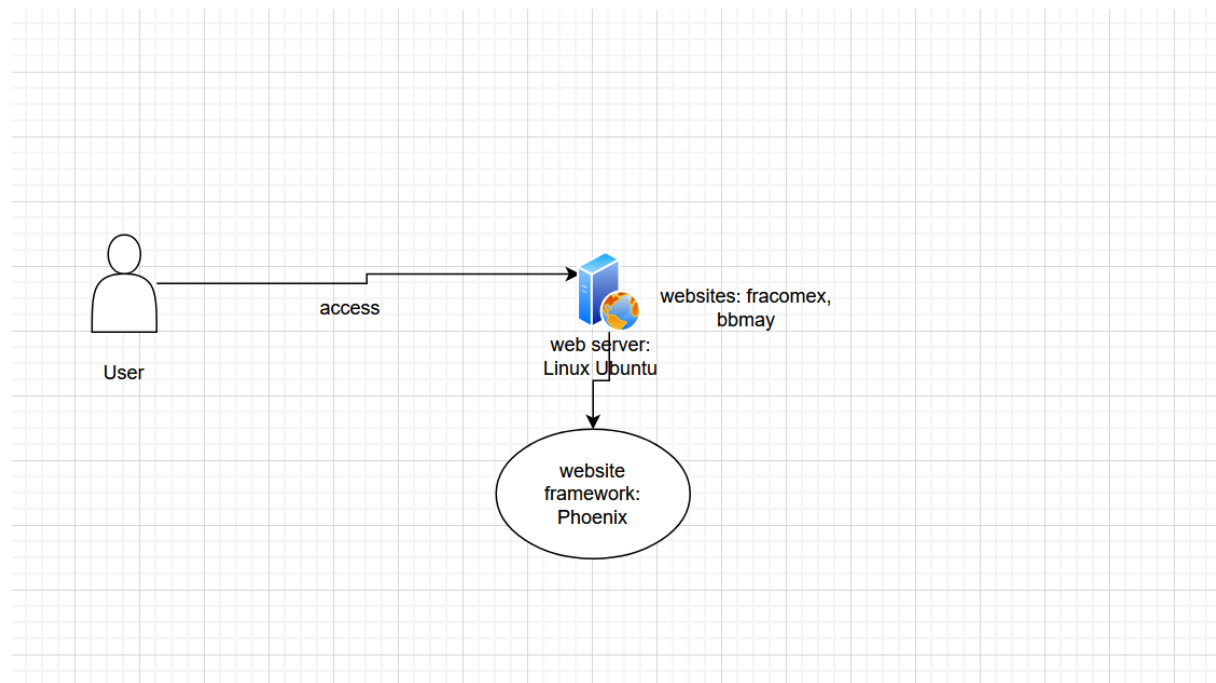 access
User
websites: fracomex,
bbmay
web server:
Linux Ubuntu
website
framework:
Phoenix